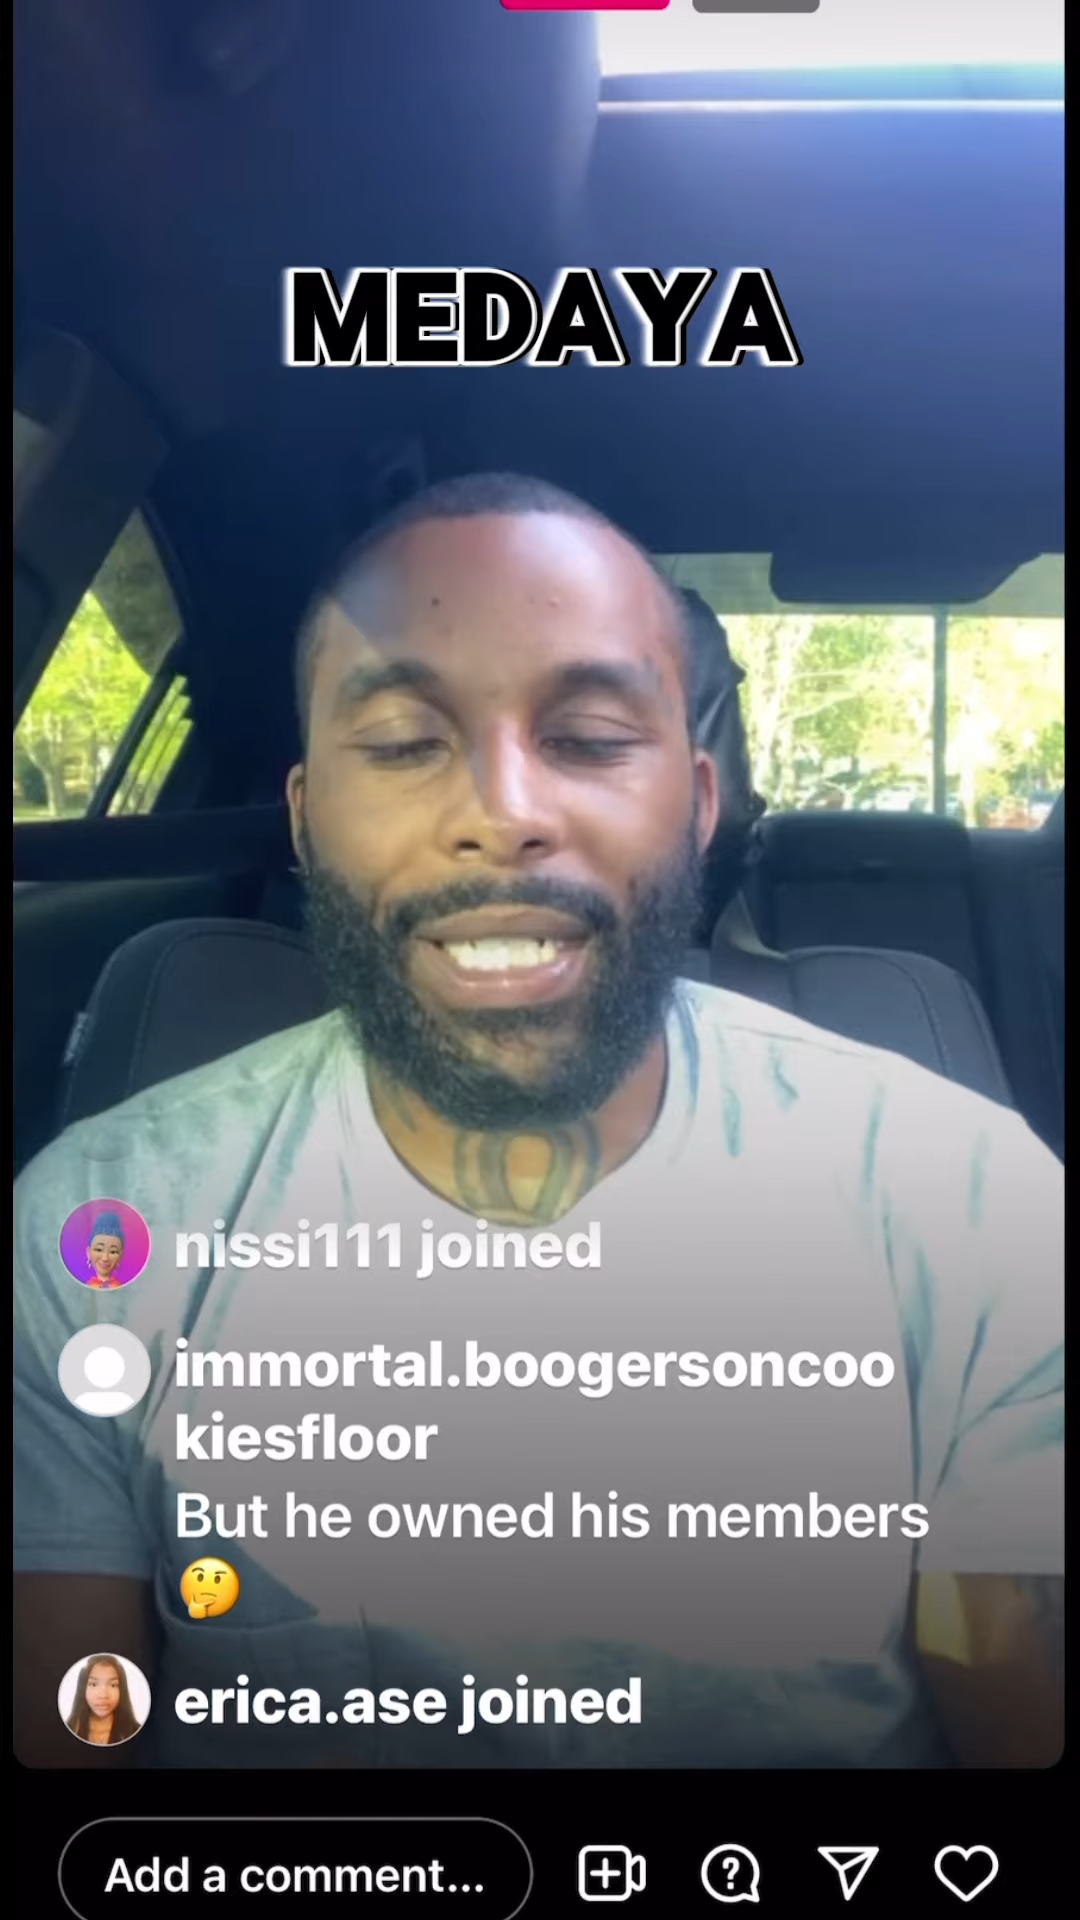 MEDAYA
nissi111 joined
immortal.boogersoncoo
kiesfloor
But he owned his members
🤔
erica.ase joined
Add a comment...